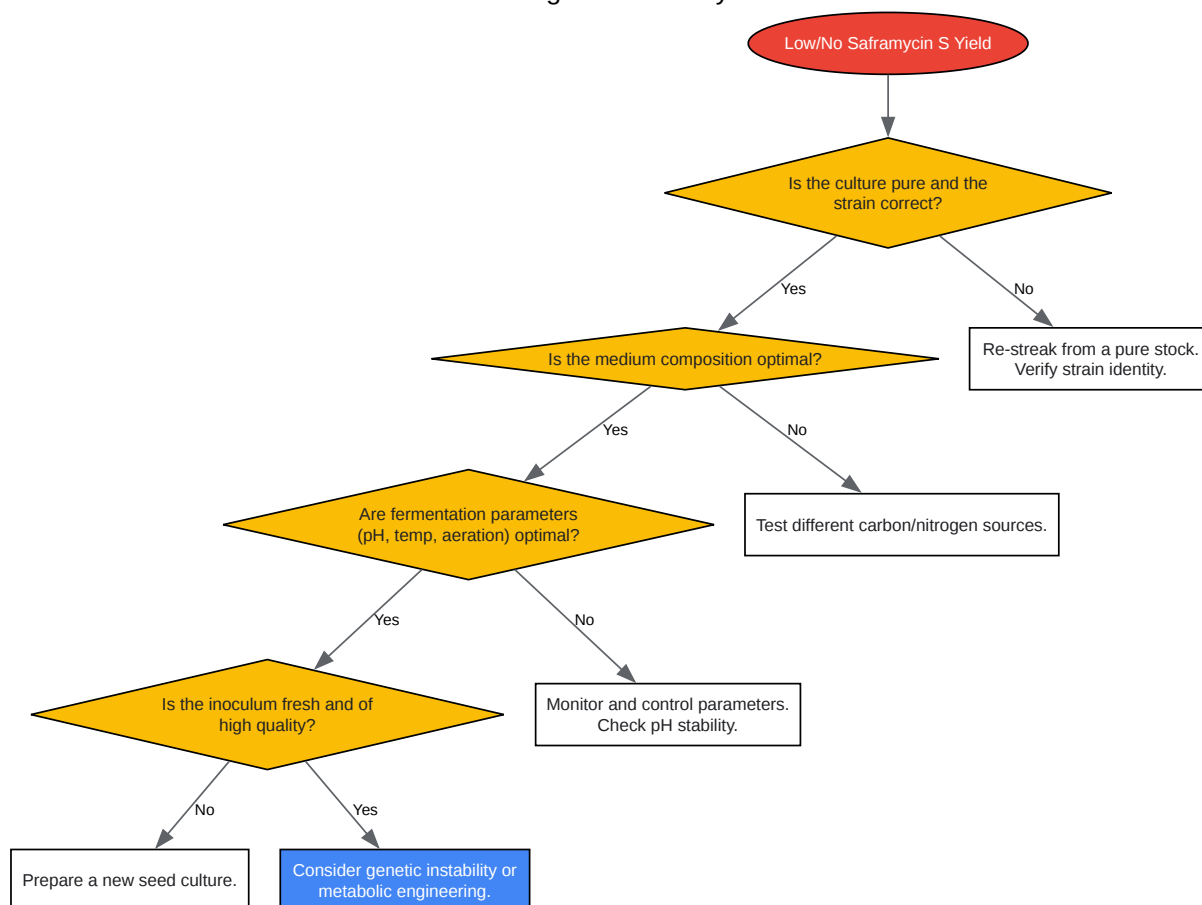 Low/No Saframycin S Yield
Is the culture pure and the
strain correct?
Yes
No
Re-streak from a pure stock.
Verify strain identity.
Is the medium composition optimal?
Yes
No
Test different carbon/nitrogen sources.
Are fermentation parameters
(pH, temp, aeration) optimal?
Yes
No
Monitor and control parameters.
Check pH stability.
Is the inoculum fresh and of
high quality?
No
Yes
Prepare a new seed culture.
Consider genetic instability or
metabolic engineering.